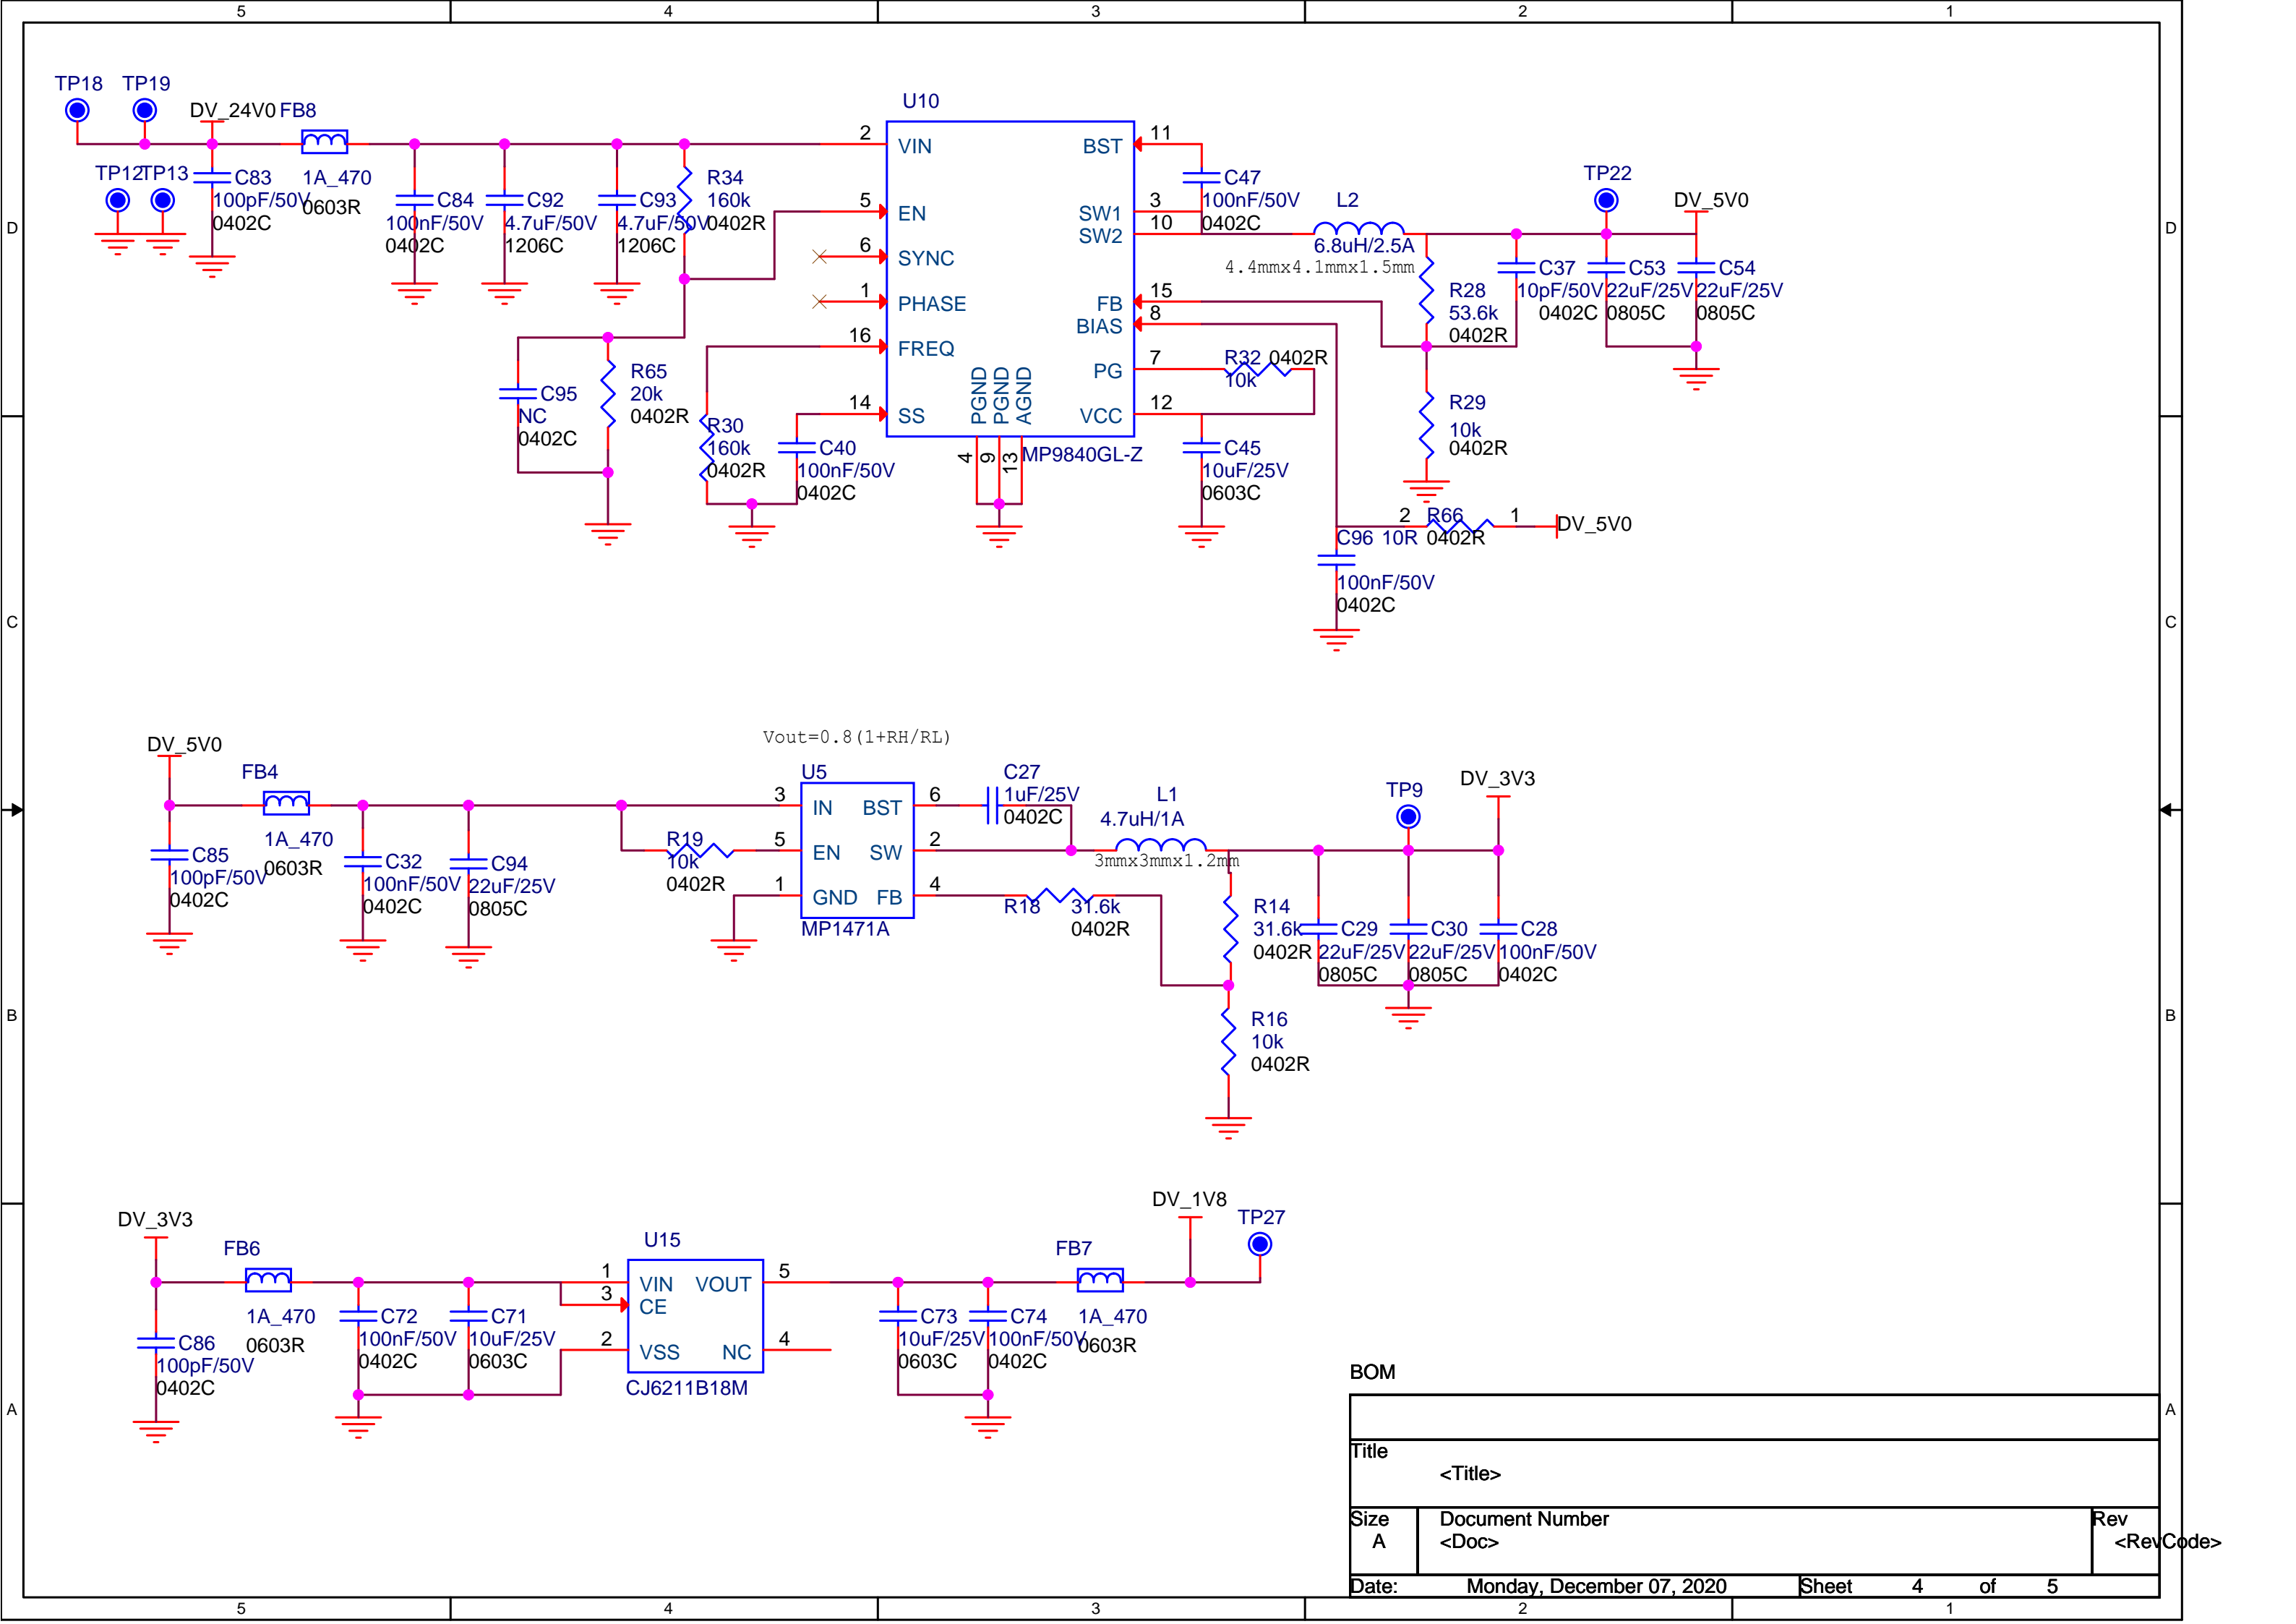 5 4 3 2 1
D
D
C
C
B
B
A
A
TP18 TP19
DV_24V0 FB8
TP12 TP13
C83
100pF/50V
0402C
1A_470
0603R
C84
100nF/50V
0402C
C92
4.7uF/50V
1206C
C93
4.7uF/50V
1206C
R34
160k
0402R
C95
NC
0402C
R65
20k
0402R
R30
160k
0402R
C40
100nF/50V
0402C
U10
2 VIN
5 EN
6 SYNC
1 PHASE
16 FREQ
14 SS
BST 11
SW1 3
SW2 10
FB 15
BIAS 8
PG 7
VCC 12
PGND PGND AGND
4 9 13
MP9840GL-Z
C47
100nF/50V
0402C
L2
6.8uH/2.5A
4.4mmx4.1mmx1.5mm
TP22
DV_5V0
R28
53.6k
0402R
C37
10pF/50V
0402C
C53
22uF/25V
0805C
C54
22uF/25V
0805C
R32 0402R
10k
R29
10k
0402R
C45
10uF/25V
0603C
2 R66 1 DV_5V0
C96 10R 0402R
100nF/50V
0402C
Vout=0.8(1+RH/RL)
DV_5V0
FB4
1A_470
0603R
C85
100pF/50V
0402C
C32
100nF/50V
0402C
C94
22uF/25V
0805C
R19
10k
0402R
U5
3 IN BST 6
5 EN SW 2
1 GND FB 4
MP1471A
C27
1uF/25V
0402C
L1
4.7uH/1A
3mmx3mmx1.2mm
R18 31.6k
0402R
TP9
DV_3V3
R14
31.6k
0402R
C29
22uF/25V
0805C
C30
22uF/25V
0805C
C28
100nF/50V
0402C
R16
10k
0402R
DV_3V3
FB6
1A_470
0603R
C86
100pF/50V
0402C
C72
100nF/50V
0402C
C71
10uF/25V
0603C
U15
1 VIN VOUT 5
3 CE
2 VSS NC 4
CJ6211B18M
C73
10uF/25V
0603C
C74
100nF/50V
0402C
FB7
1A_470
0603R
DV_1V8
TP27
BOM
Title
<Title>
Size Document Number Rev
A <Doc> <RevCode>
Date: Monday, December 07, 2020 Sheet 4 of 5
5 4 3 2 1